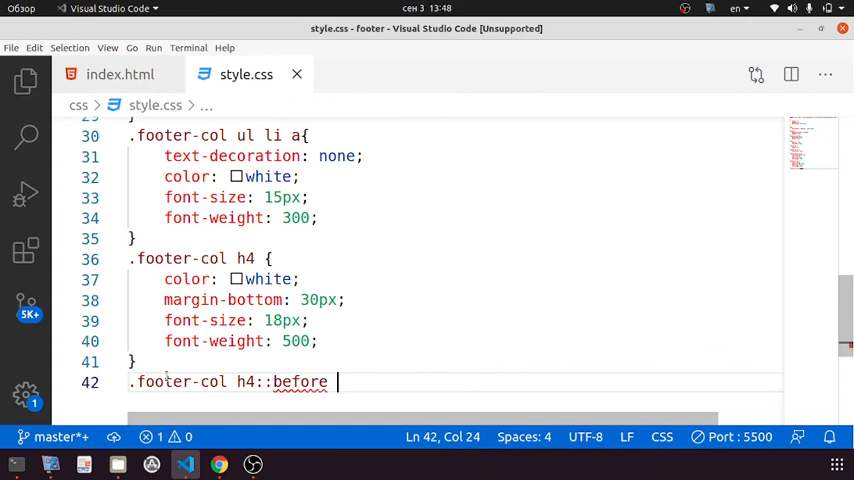 Обзор Visual Studio Code сен 3 13:48 en
style.css - footer - Visual Studio Code [Unsupported]
File Edit Selection View Go Run Terminal Help
index.html style.css
css style.css ...
29 }
30 .footer-col ul li a{
31 text-decoration: none;
32 color: white;
33 font-size: 15px;
34 font-weight: 300;
35 }
36 .footer-col h4 {
37 color: white;
38 margin-bottom: 30px;
39 font-size: 18px;
40 font-weight: 500;
41 }
42 .footer-col h4::before
5K+
1
master*+ 1 0 Ln 42, Col 24 Spaces: 4 UTF-8 LF CSS Port : 5500